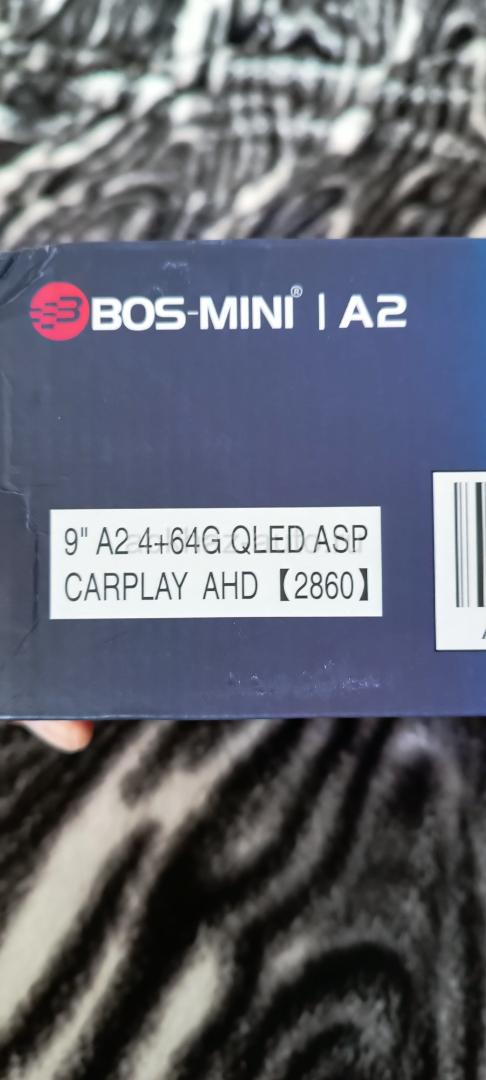 BOS-MINI® | A2
9" A2 4+64G QLED ASP
CARPLAY AHD【2860】